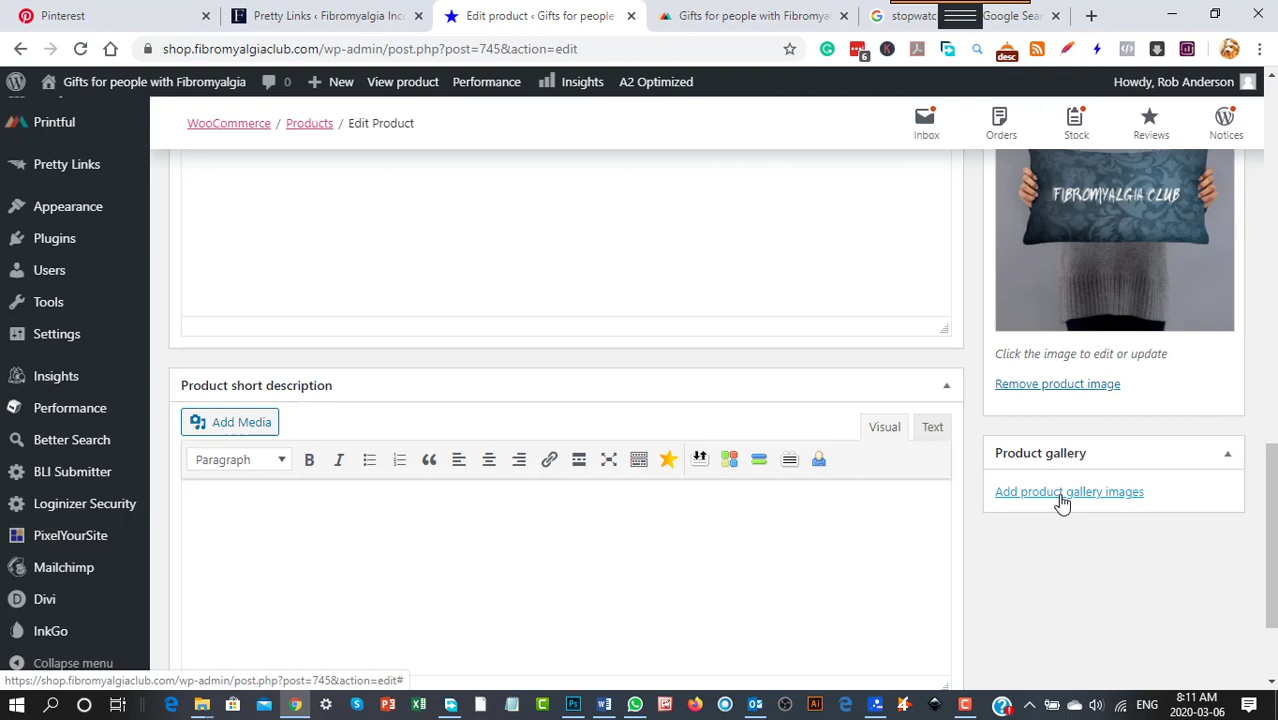 Pinterest
Pretty Links ‹ Fibromyalgia Inco
Edit product ‹ Gifts for people
Gifts for people with Fibromya
stopwatc
Google Sea
shop.fibromyalgiaclub.com/wp-admin/post.php?post=745&action=edit
6
desc
Gifts for people with Fibromyalgia
0
New
View product
Performance
Insights
A2 Optimized
Howdy, Rob Anderson
WooCommerce / Products / Edit Product
Inbox
Orders
Stock
Reviews
Notices
Printful
Pretty Links
Appearance
Plugins
Users
Tools
Settings
Insights
Performance
Better Search
BLI Submitter
Loginizer Security
PixelYourSite
Mailchimp
Divi
InkGo
Collapse menu
FIBROMYALGIA CLUB
Click the image to edit or update
Remove product image
Product short description
Add Media
Visual
Text
Paragraph
Product gallery
Add product gallery images
https://shop.fibromyalgiaclub.com/wp-admin/post.php?post=745&action=edit#
ENG
8:11 AM
2020-03-06